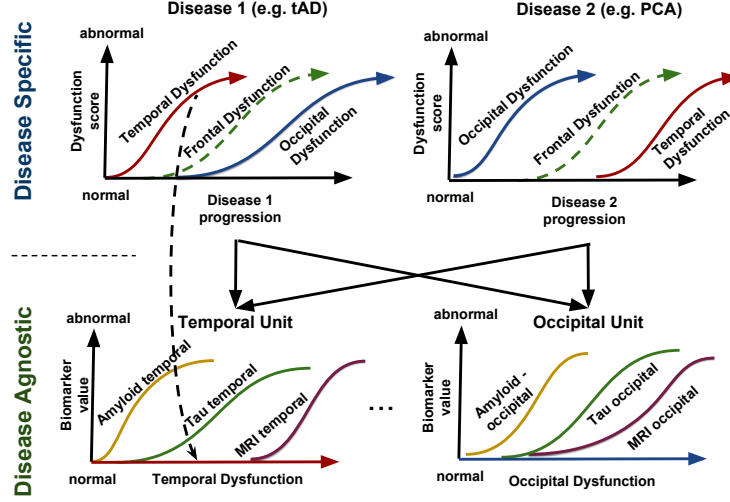 Disease 1 (e.g. tAD)
Disease 2 (e.g. PCA)
Disease Specific
abnormal
Dysfunction
score
normal
Temporal Dysfunction
Frontal Dysfunction
Occipital
Dysfunction
Disease 1
progression
abnormal
Dysfunction
score
normal
Occipital Dysfunction
Frontal Dysfunction
Temporal
Dysfunction
Disease 2
progression
Disease Agnostic
Temporal Unit
abnormal
Biomarker
value
normal
Amyloid temporal
Tau temporal
MRI temporal
Temporal Dysfunction
...
Occipital Unit
abnormal
Biomarker
value
normal
Amyloid -
occipital
Tau occipital
MRI occipital
Occipital Dysfunction